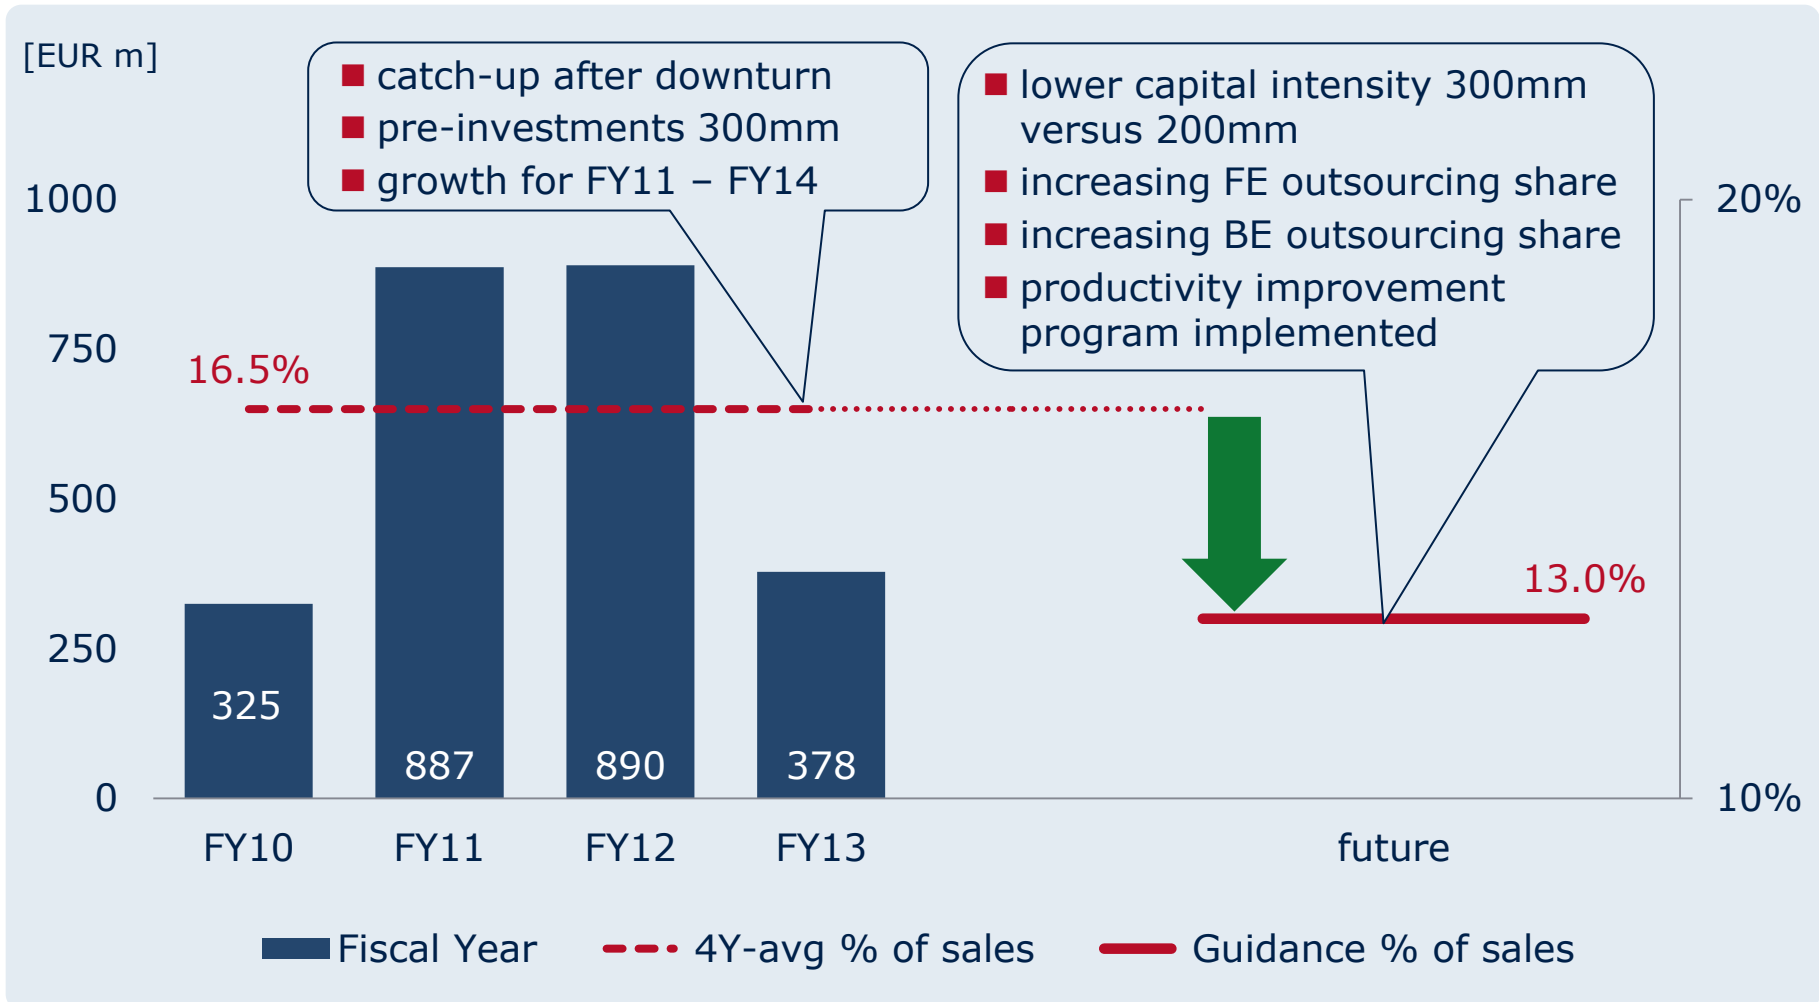 [EUR m]
catch-up after downturn
pre-investments 300mm
growth for FY11 – FY14
lower capital intensity 300mm
versus 200mm
increasing FE outsourcing share
increasing BE outsourcing share
productivity improvement
program implemented
1000
750
500
250
0
20%
10%
16.5%
13.0%
325
887
890
378
FY10
FY11
FY12
FY13
future
Fiscal Year
4Y-avg % of sales
Guidance % of sales